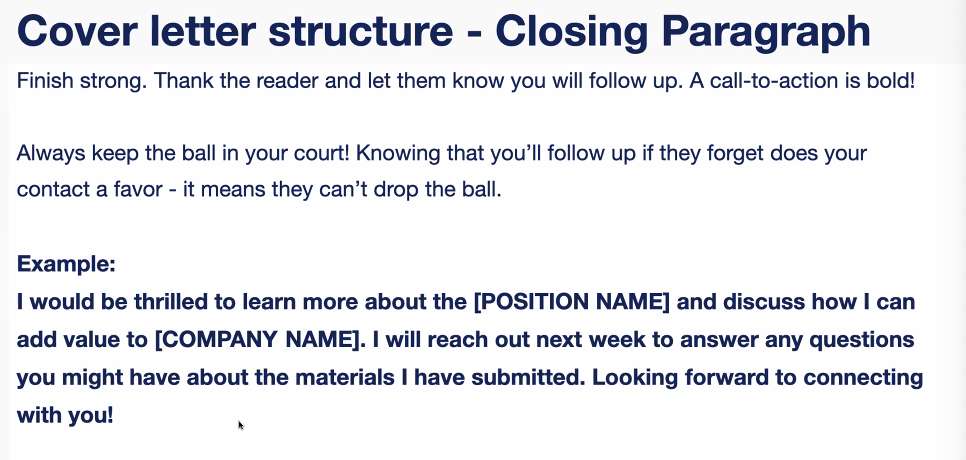 Cover letter structure - Closing Paragraph
Finish strong. Thank the reader and let them know you will follow up. A call-to-action is bold!
Always keep the ball in your court! Knowing that you’ll follow up if they forget does your
contact a favor - it means they can’t drop the ball.
Example:
I would be thrilled to learn more about the [POSITION NAME] and discuss how I can
add value to [COMPANY NAME]. I will reach out next week to answer any questions
you might have about the materials I have submitted. Looking forward to connecting
with you!